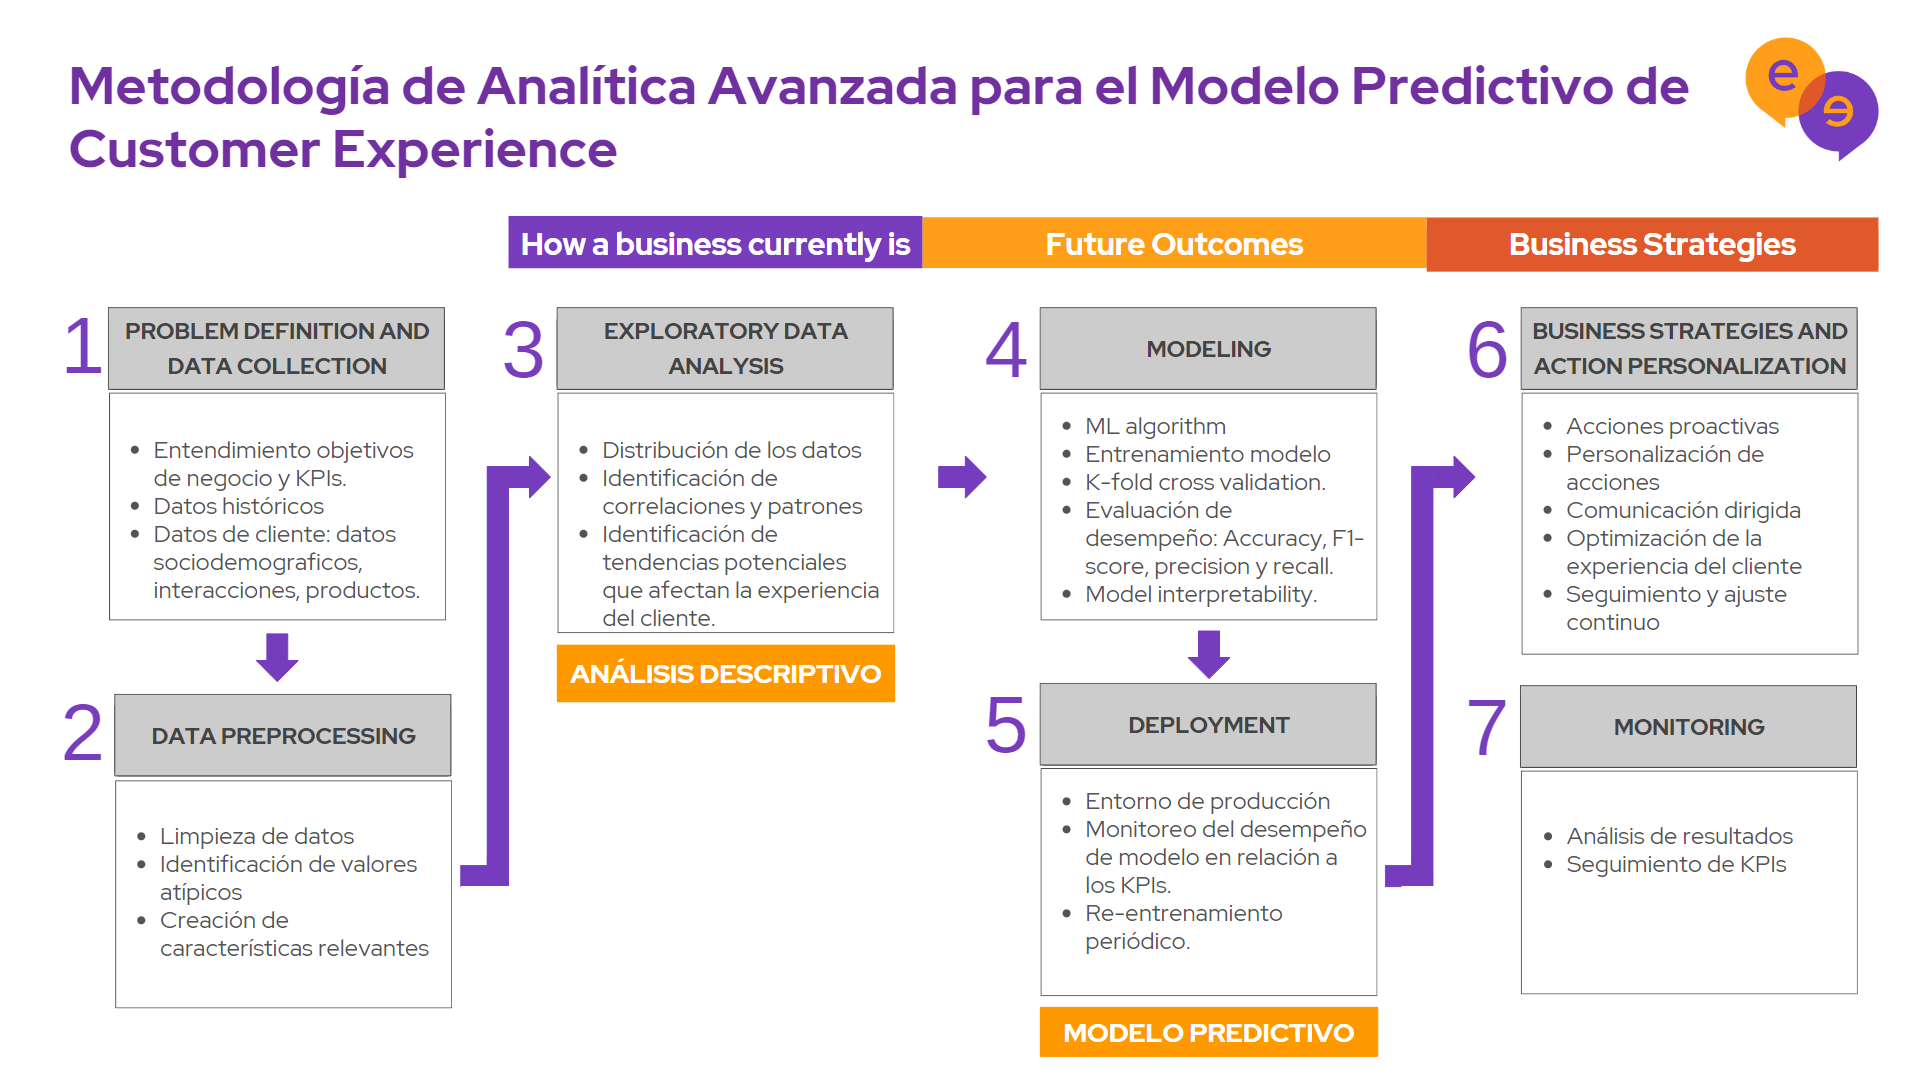 Metodología de Analítica Avanzada para el Modelo Predictivo de
Customer Experience
e
e
How a business currently is
Future Outcomes
Business Strategies
1
PROBLEM DEFINITION AND
DATA COLLECTION
• Entendimiento objetivos
de negocio y KPIs.
• Datos históricos
• Datos de cliente: datos
sociodemograficos,
interacciones, productos.
2
DATA PREPROCESSING
• Limpieza de datos
• Identificación de valores
atípicos
• Creación de
características relevantes
3
EXPLORATORY DATA
ANALYSIS
• Distribución de los datos
• Identificación de
correlaciones y patrones
• Identificación de
tendencias potenciales
que afectan la experiencia
del cliente.
ANÁLISIS DESCRIPTIVO
4
MODELING
• ML algorithm
• Entrenamiento modelo
• K-fold cross validation.
• Evaluación de
desempeño: Accuracy, F1-
score, precision y recall.
• Model interpretability.
5
DEPLOYMENT
• Entorno de producción
• Monitoreo del desempeño
de modelo en relación a
los KPIs.
• Re-entrenamiento
periódico.
MODELO PREDICTIVO
6
BUSINESS STRATEGIES AND
ACTION PERSONALIZATION
• Acciones proactivas
• Personalización de
acciones
• Comunicación dirigida
• Optimización de la
experiencia del cliente
• Seguimiento y ajuste
continuo
7
MONITORING
• Análisis de resultados
• Seguimiento de KPIs